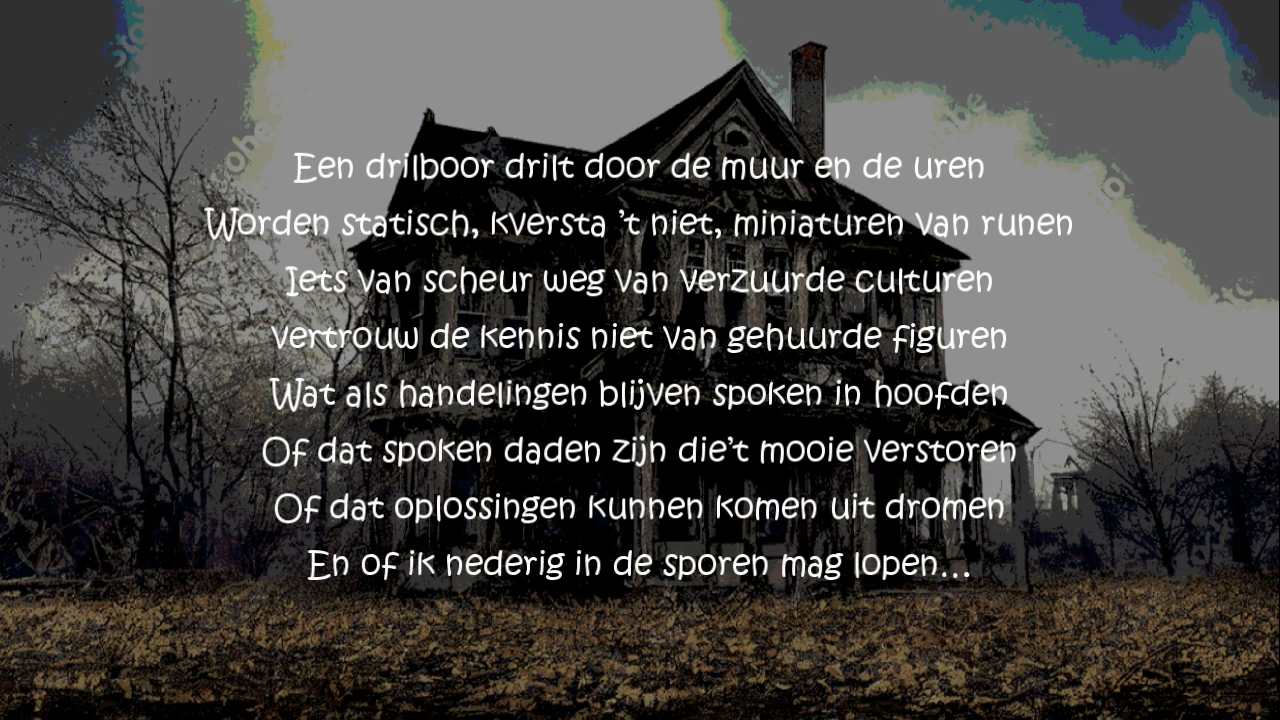 Een drilboor drilt door de muur en de uren
Worden statisch, kversta ’t niet, miniaturen van runen
Iets van scheur weg van verzuurde culturen
vertrouw de kennis niet van gehuurde figuren
Wat als handelingen blijven spoken in hoofden
Of dat spoken daden zijn die’t mooie verstoren
Of dat oplossingen kunnen komen uit dromen
En of ik nederig in de sporen mag lopen...